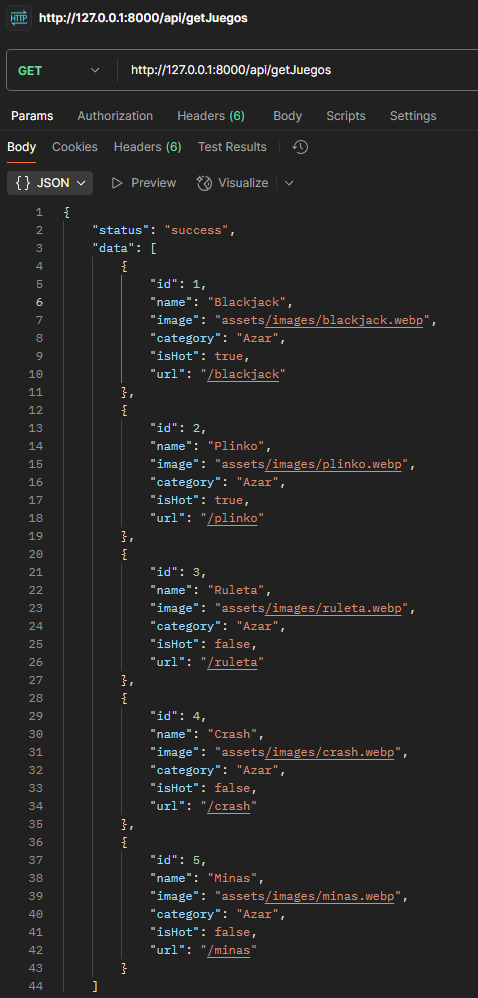 HTTP http://127.0.0.1:8000/api/getJuegos
GET http://127.0.0.1:8000/api/getJuegos
Params Authorization Headers (6) Body Scripts Settings
Body Cookies Headers (6) Test Results
{} JSON Preview Visualize
1 {
2 "status": "success",
3 "data": [
4 {
5 "id": 1,
6 "name": "Blackjack",
7 "image": "assets/images/blackjack.webp",
8 "category": "Azar",
9 "isHot": true,
10 "url": "/blackjack"
11 },
12 {
13 "id": 2,
14 "name": "Plinko",
15 "image": "assets/images/plinko.webp",
16 "category": "Azar",
17 "isHot": true,
18 "url": "/plinko"
19 },
20 {
21 "id": 3,
22 "name": "Ruleta",
23 "image": "assets/images/ruleta.webp",
24 "category": "Azar",
25 "isHot": false,
26 "url": "/ruleta"
27 },
28 {
29 "id": 4,
30 "name": "Crash",
31 "image": "assets/images/crash.webp",
32 "category": "Azar",
33 "isHot": false,
34 "url": "/crash"
35 },
36 {
37 "id": 5,
38 "name": "Minas",
39 "image": "assets/images/minas.webp",
40 "category": "Azar",
41 "isHot": false,
42 "url": "/minas"
43 }
44 ]